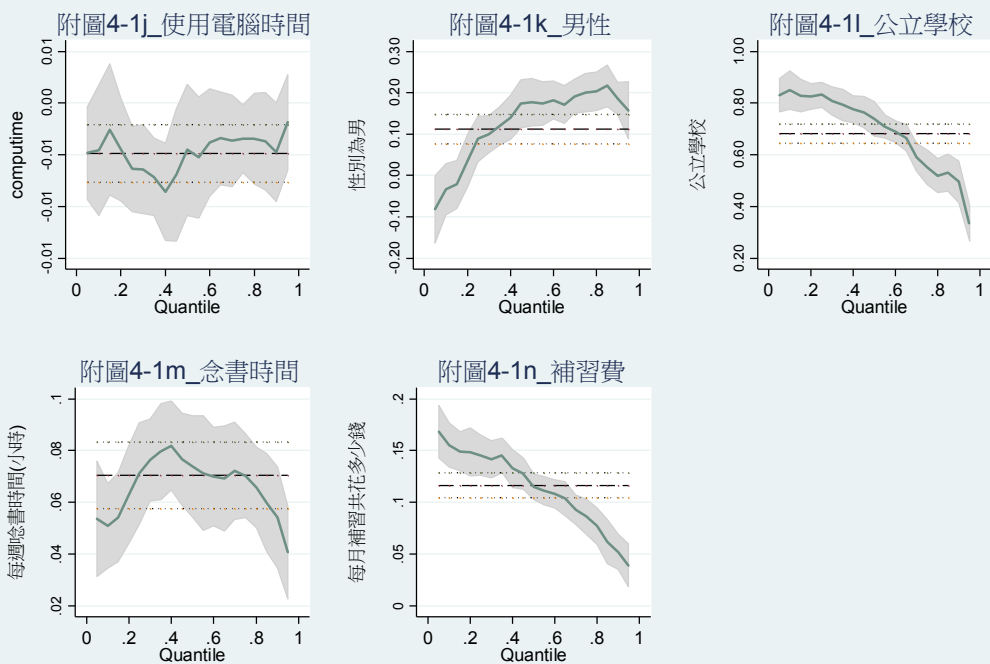 附圖4-1j_使用電腦時間
computime
0.01
0.00
-0.01
-0.01
-0.01
0 .2 .4 .6 .8 1
Quantile
附圖4-1k_男性
性別為男
0.30
0.20
0.10
0.00
-0.10
-0.20
0 .2 .4 .6 .8 1
Quantile
附圖4-1l_公立學校
公立學校
1.00
0.80
0.60
0.40
0.20
0 .2 .4 .6 .8 1
Quantile
附圖4-1m_念書時間
每週唸書時間(小時)
.1
.08
.06
.04
.02
0 .2 .4 .6 .8 1
Quantile
附圖4-1n_補習費
每月補習共花多少錢
.2
.15
.1
.05
0
0 .2 .4 .6 .8 1
Quantile